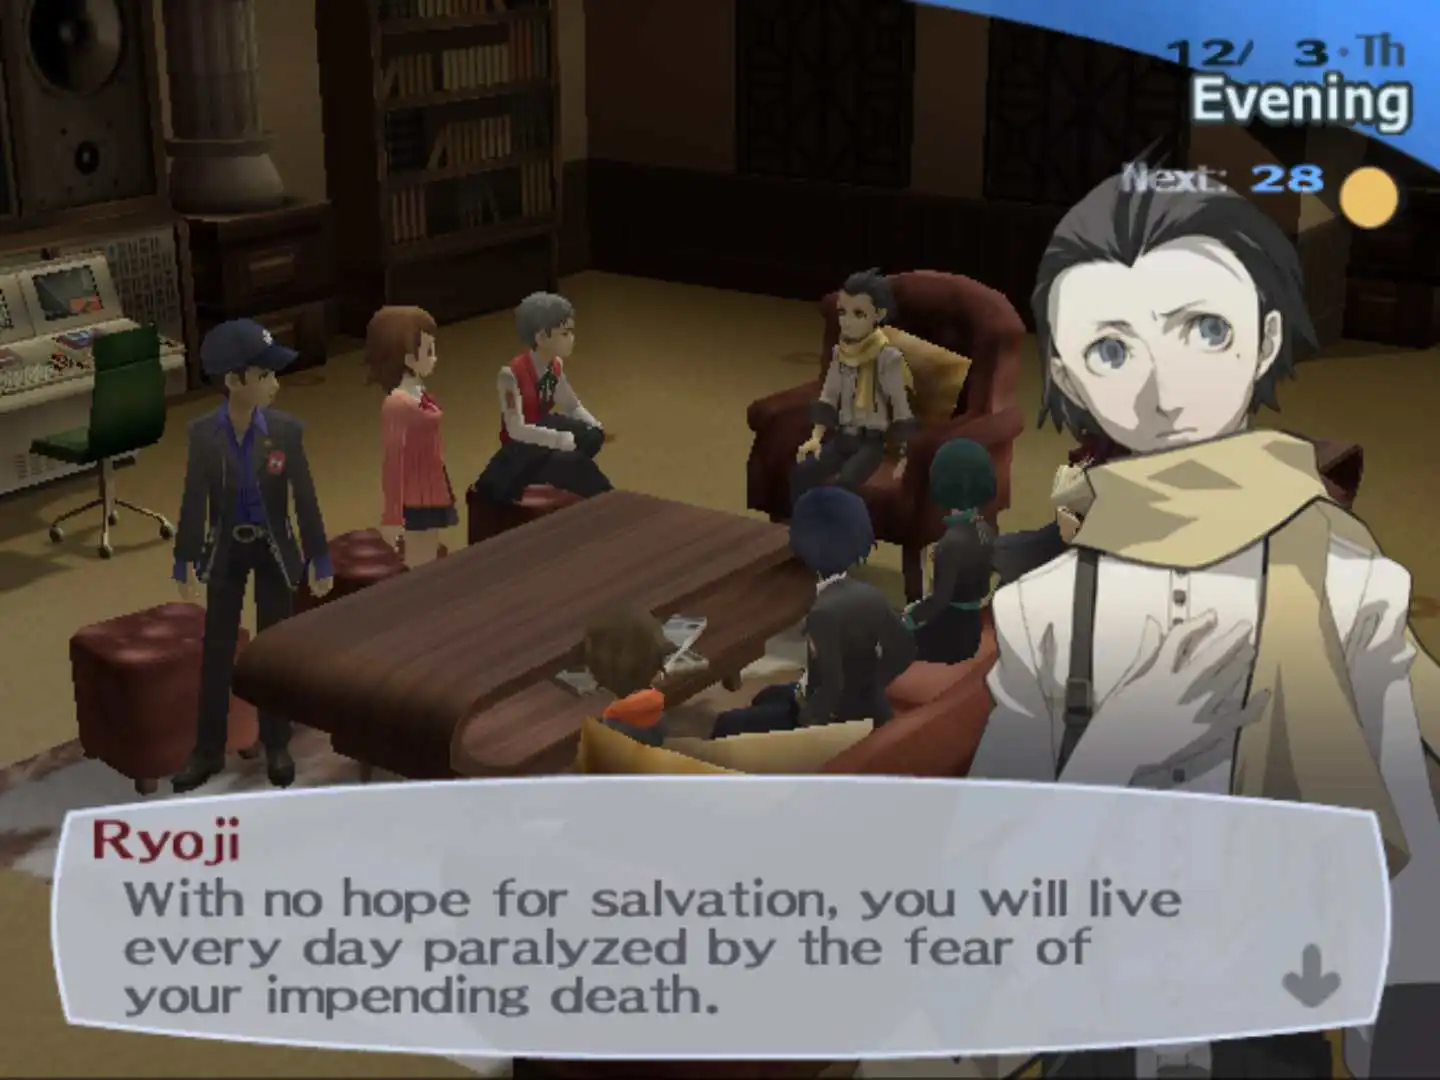 12/ 3・Th
Evening
Next: 28
Ryoji
With no hope for salvation, you will live
every day paralyzed by the fear of
your impending death.